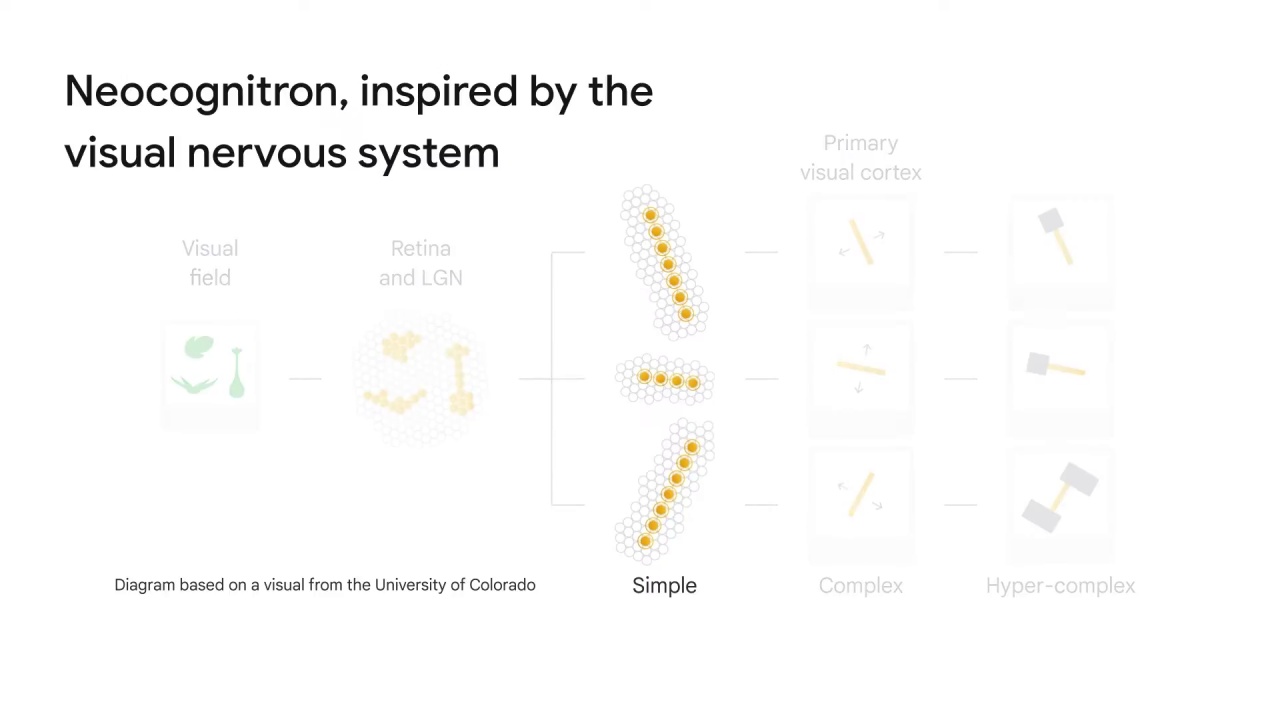 Neocognitron, inspired by the
visual nervous system
Primary
visual cortex
Visual
field
Retina
and LGN
Diagram based on a visual from the University of Colorado
Simple
Complex
Hyper-complex